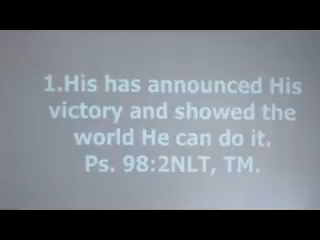 1.His has announced His
victory and showed the
world He can do it.
Ps. 98:2NLT, TM.